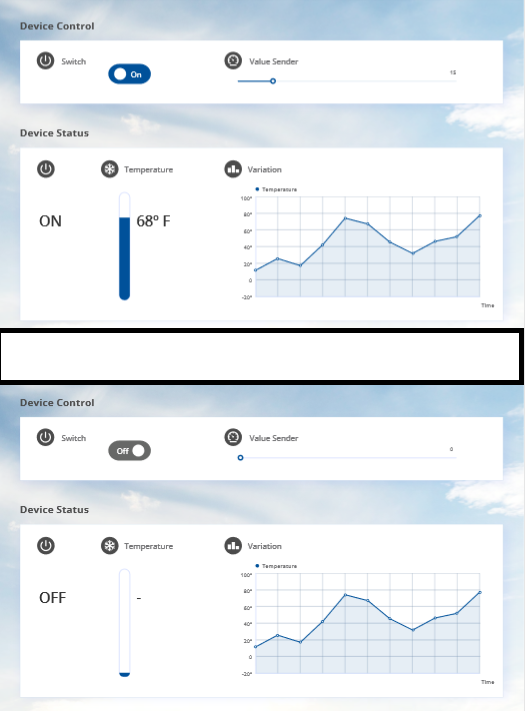 Device Control
Switch
Value Sender
On
15
Device Status
Temperature
Variation
Temperature
100°
80°
60°
40°
20°
0
-20°
ON
68° F
Time
Device Control
Switch
Value Sender
Off
0
Device Status
Temperature
Variation
Temperature
100°
80°
60°
40°
20°
0
-20°
OFF
-
Time